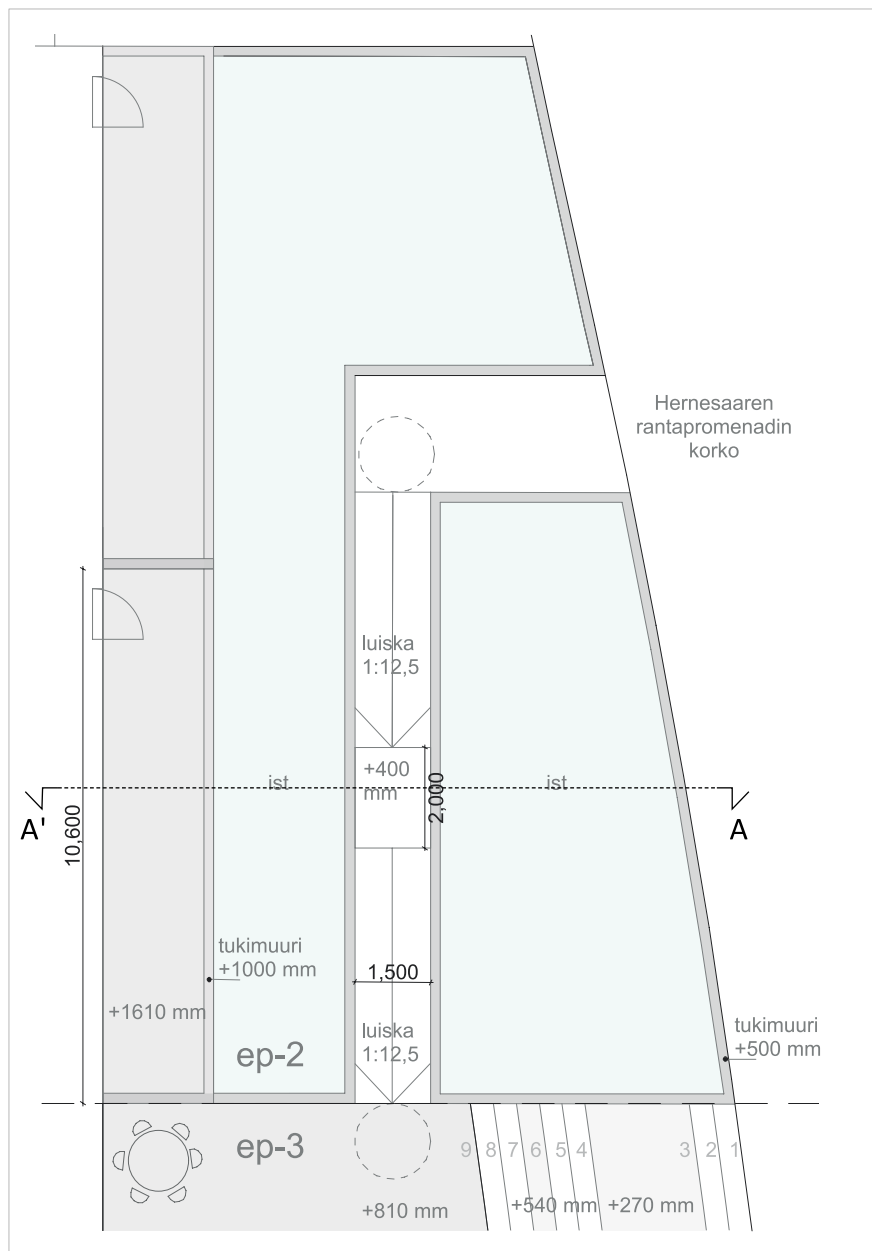 Hernesaaren
rantapromenadin
korko
luiska
1:12,5
+400
mm
2,000
ist
ist
A'
A
10,600
tukimuuri
+1000 mm
1,500
+1610 mm
luiska
1:12,5
tukimuuri
+500 mm
ep-2
ep-3
9 8 7 6 5 4 3 2 1
+810 mm
+540 mm
+270 mm